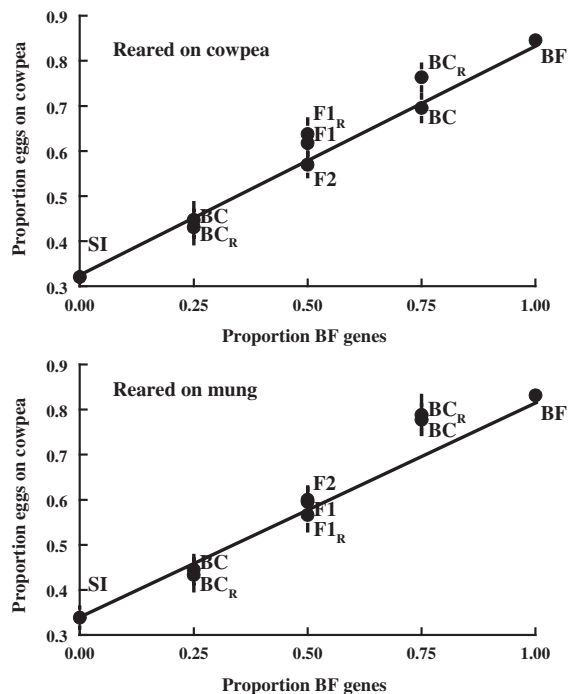 0.9
Reared on cowpea
0.8
0.7
0.6
0.5
0.4
0.3
Proportion eggs on cowpea
SI
BC
BC_R
F1_R
F1
F2
BC_R
BC
BF
0.00 0.25 0.50 0.75 1.00
Proportion BF genes
0.9
Reared on mung
0.8
0.7
0.6
0.5
0.4
0.3
Proportion eggs on cowpea
SI
BC
BC_R
F2
F1
F1_R
BC_R
BC
BF
0.00 0.25 0.50 0.75 1.00
Proportion BF genes